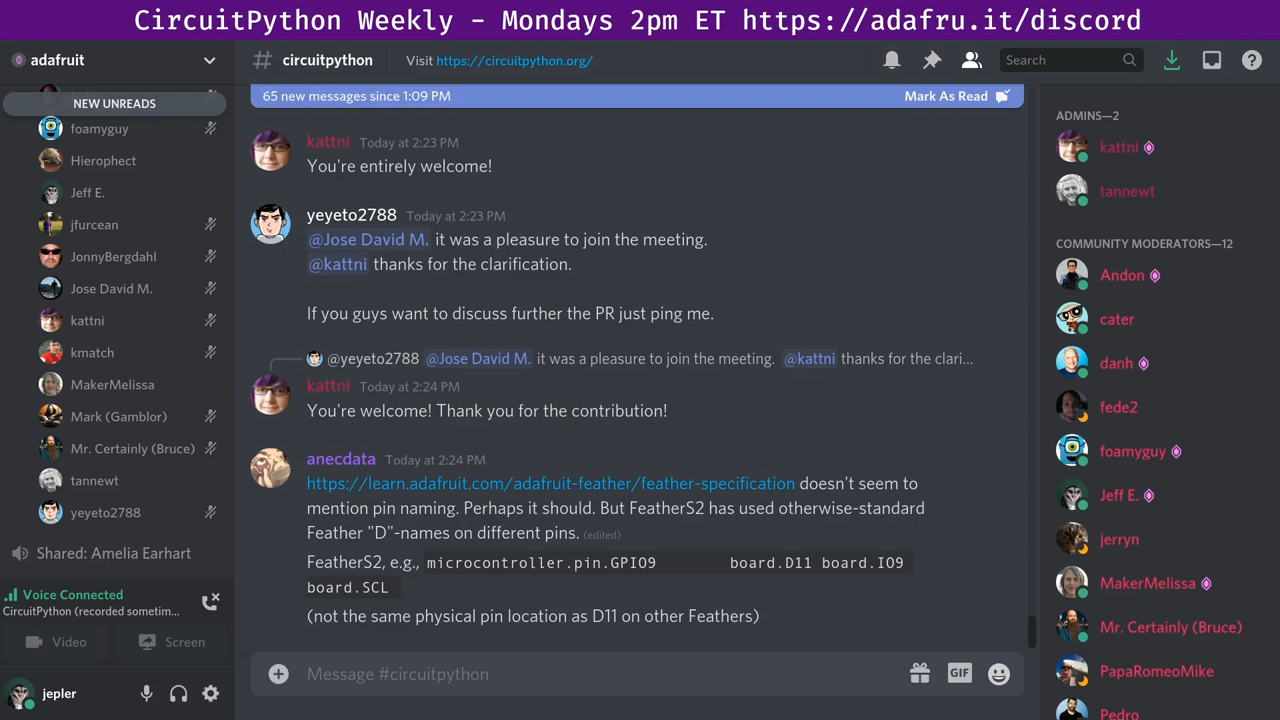 CircuitPython Weekly - Mondays 2pm ET https://adafru.it/discord
adafruit
NEW UNREADS
foamyguy
Hierophect
Jeff E.
jfurcean
JonnyBergdahl
Jose David M.
kattni
kmatch
MakerMelissa
Mark (Gamblor)
Mr. Certainly (Bruce)
tannewt
yeyeto2788
Shared: Amelia Earhart
Voice Connected
CircuitPython (recorded sometim...
Video
Screen
jepler
# circuitpython
Visit https://circuitpython.org/
Search
65 new messages since 1:09 PM
Mark As Read
kattni Today at 2:23 PM
You're entirely welcome!
yeyeto2788 Today at 2:23 PM
@Jose David M. it was a pleasure to join the meeting.
@kattni thanks for the clarification.
If you guys want to discuss further the PR just ping me.
@yeyeto2788 @Jose David M. it was a pleasure to join the meeting. @kattni thanks for the clari...
kattni Today at 2:24 PM
You're welcome! Thank you for the contribution!
anecdata Today at 2:24 PM
https://learn.adafruit.com/adafruit-feather/feather-specification doesn't seem to
mention pin naming. Perhaps it should. But FeatherS2 has used otherwise-standard
Feather "D"-names on different pins. (edited)
FeatherS2, e.g., microcontroller.pin.GPIO9 board.D11 board.IO9
board.SCL
(not the same physical pin location as D11 on other Feathers)
Message #circuitpython
GIF
ADMINS—2
kattni
tannewt
COMMUNITY MODERATORS—12
Andon
cater
danh
fede2
foamyguy
Jeff E.
jerryn
MakerMelissa
Mr. Certainly (Bruce)
PapaRomeoMike
Pedro